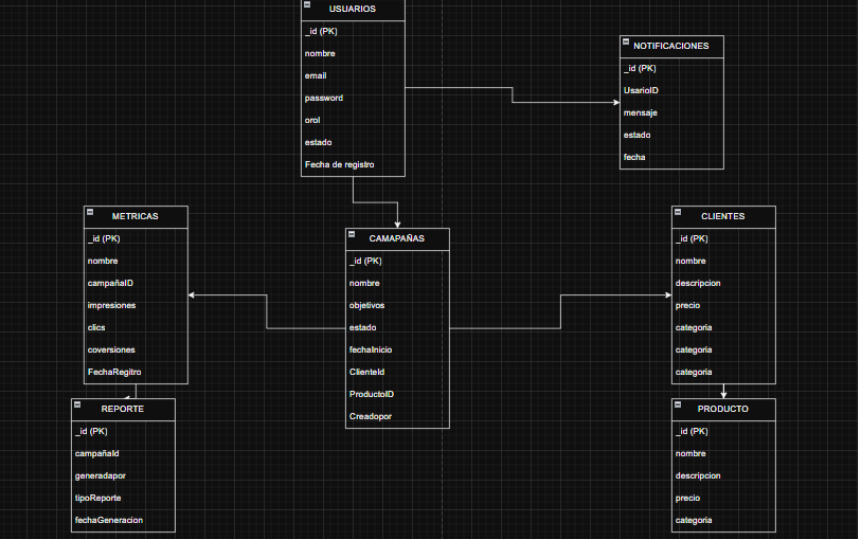 USUARIOS
_id (PK)
nombre
email
password
orol
estado
Fecha de registro
NOTIFICACIONES
_id (PK)
UsarioID
mensaje
estado
fecha
METRICAS
_id (PK)
nombre
campañaID
impresiones
clics
coversiones
FechaRegitro
CAMAPAÑAS
_id (PK)
nombre
objetivos
estado
fechaInicio
ClienteId
ProductoID
Creadopor
CLIENTES
_id (PK)
nombre
descripcion
precio
categoria
categoria
categoria
REPORTE
_id (PK)
campañaId
generadapor
tipoReporte
fechaGeneracion
PRODUCTO
_id (PK)
nombre
descripcion
precio
categoria